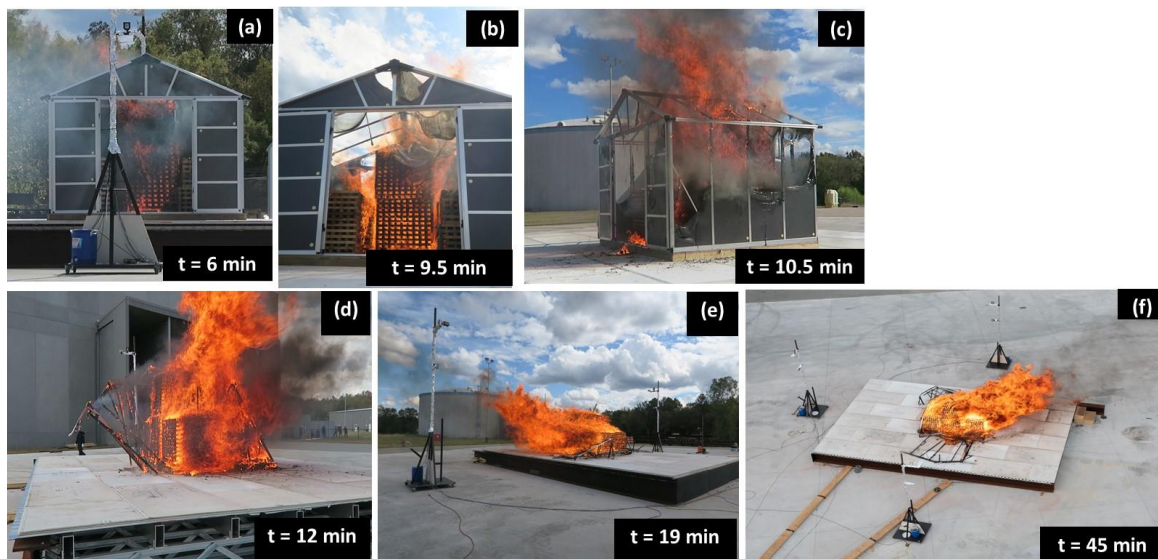 (a)
t = 6 min
(b)
t = 9.5 min
(c)
t = 10.5 min
(d)
t = 12 min
(e)
t = 19 min
(f)
t = 45 min